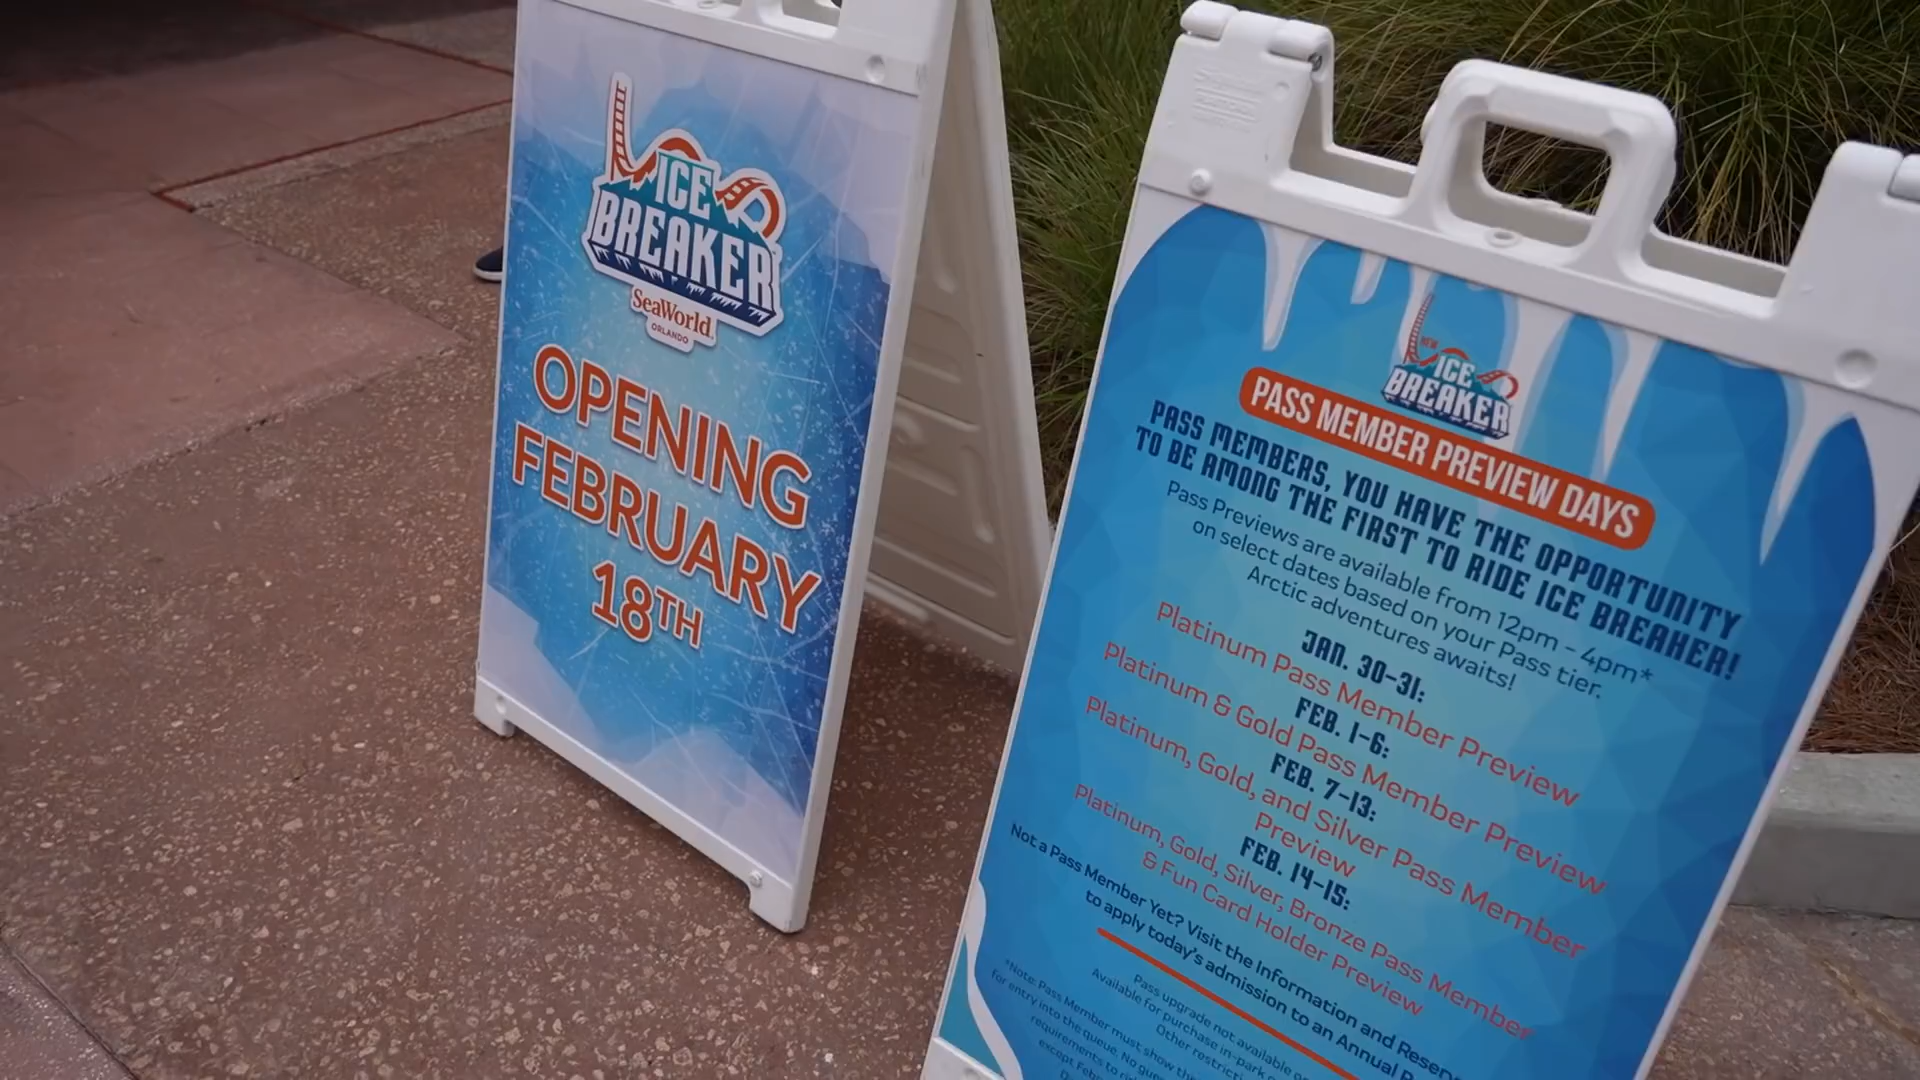 ICE
BREAKER
SeaWorld
ORLANDO
OPENING
FEBRUARY
18TH
NEW
ICE
BREAKER
PASS MEMBER PREVIEW DAYS
PASS MEMBERS, YOU HAVE THE OPPORTUNITY
TO BE AMONG THE FIRST TO RIDE ICE BREAKER!
Pass Previews are available from 12pm - 4pm*
on select dates based on your Pass tier.
Arctic adventures awaits!
JAN. 30-31:
Platinum Pass Member Preview
FEB. 1-6:
Platinum & Gold Pass Member Preview
FEB. 7-13:
Platinum, Gold, and Silver Pass Member
Preview
FEB. 14-15:
Platinum, Gold, Silver, Bronze Pass Member
& Fun Card Holder Preview
Not a Pass Member Yet? Visit the Information and
to apply today's admission to an Annual
Pass upgrade not available
Available for purchase in-park
Other
*Note: Pass Member must show
for entry into the queue. No
requirements to
except